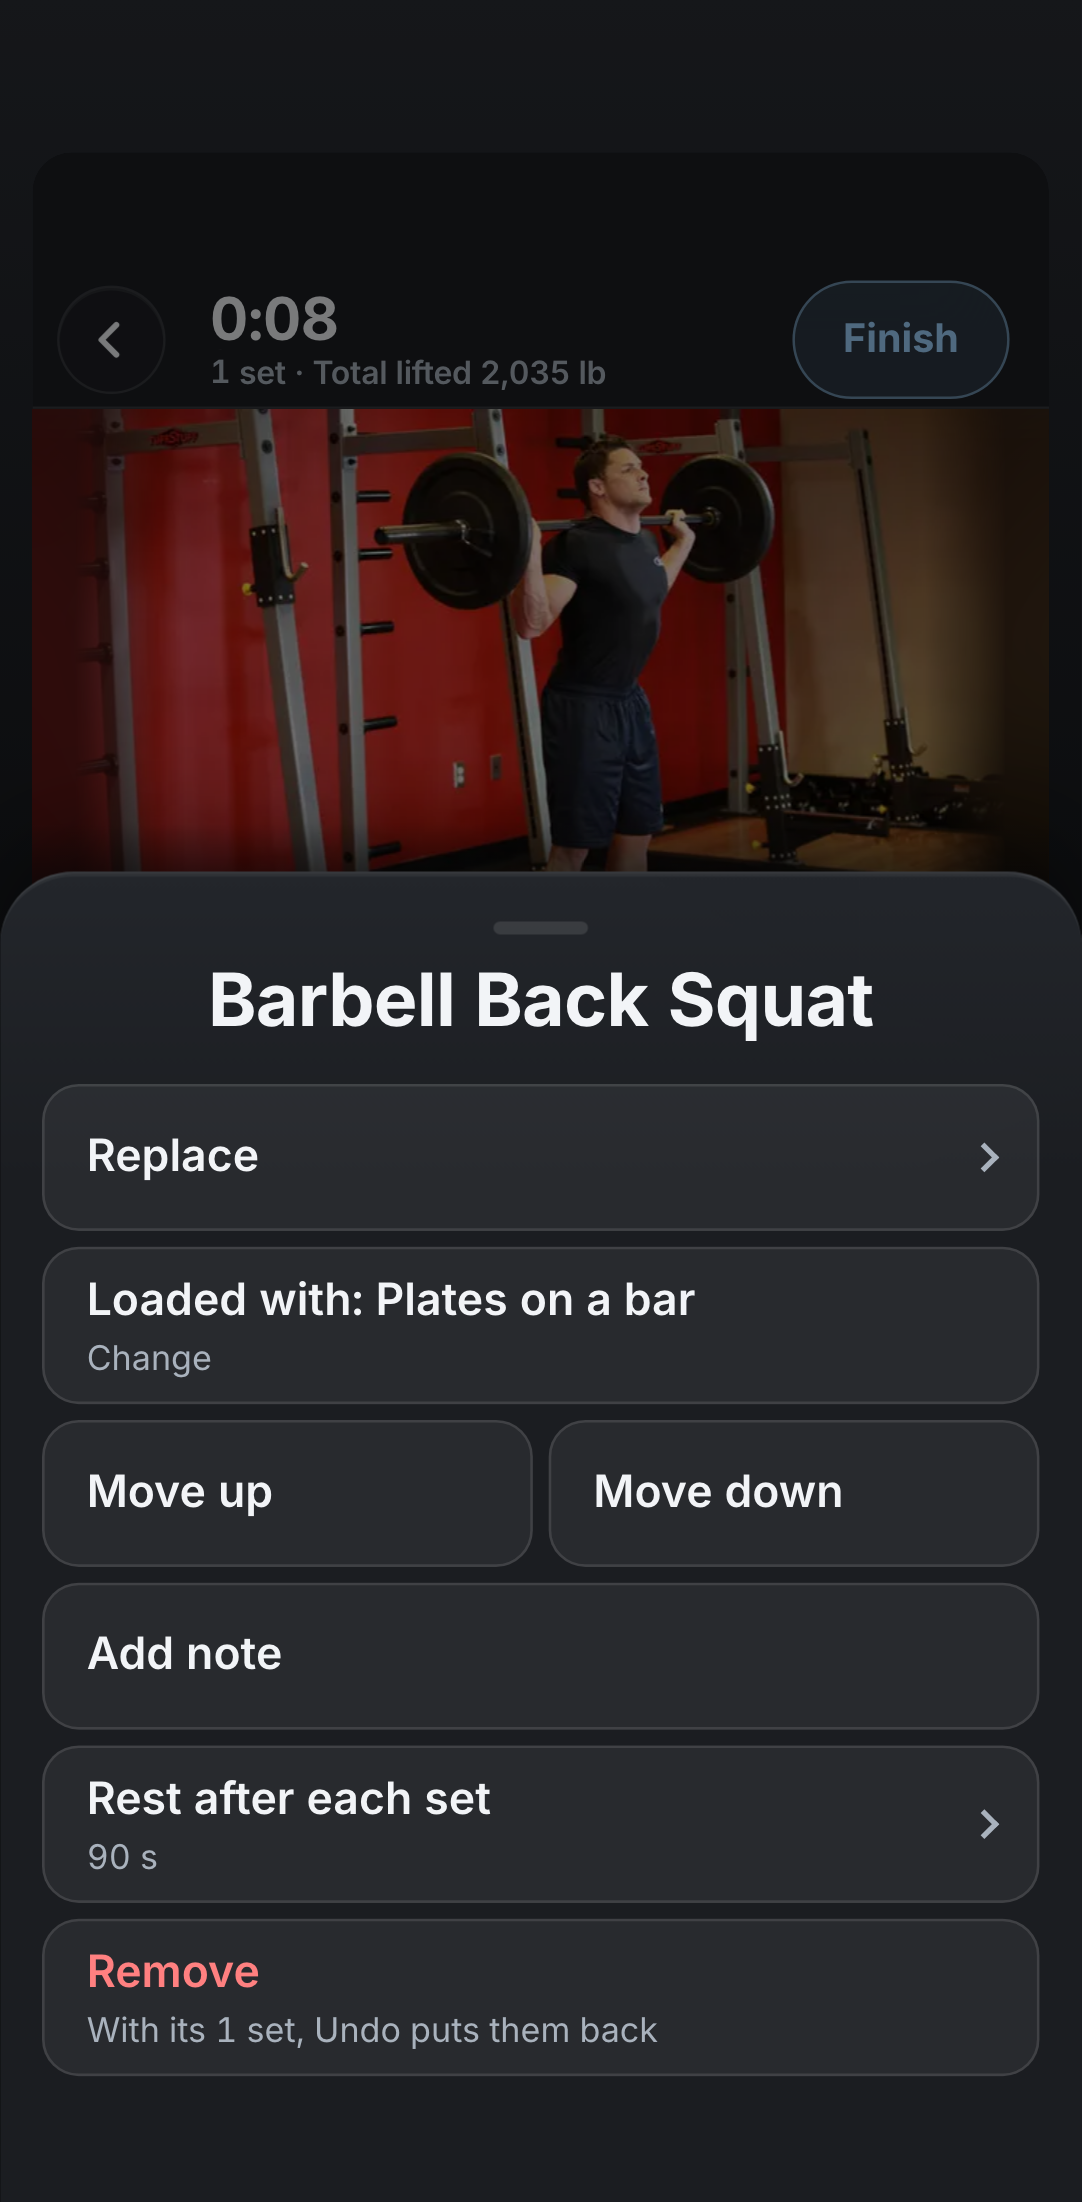 0:08
1 set · Total lifted 2,035 lb
Finish
Barbell Back Squat
Replace
Loaded with: Plates on a bar
Change
Move up
Move down
Add note
Rest after each set
90 s
Remove
With its 1 set, Undo puts them back